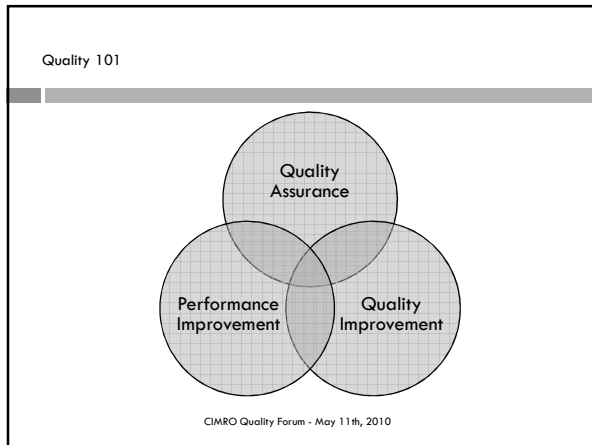 Quality 101
Quality
Assurance
Performance
Improvement
Quality
Improvement
CIMRO Quality Forum - May 11th, 2010